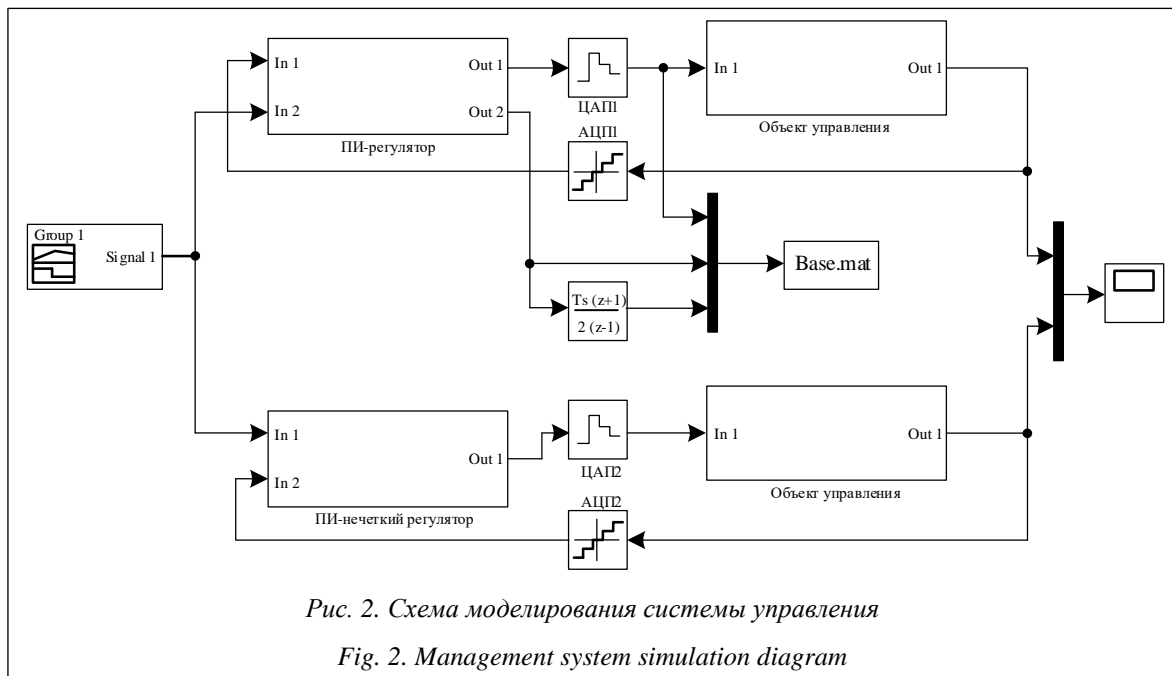 In 1
Out 1
In 2
Out 2
ПИ-регулятор
ЦАП1
АЦП1
In 1
Out 1
Объект управления
Group 1
Signal 1
Base.mat
Ts (z+1)
2 (z-1)
In 1
Out 1
In 2
ПИ-нечеткий регулятор
ЦАП2
АЦП2
In 1
Out 1
Объект управления
Рис. 2. Схема моделирования системы управления
Fig. 2. Management system simulation diagram